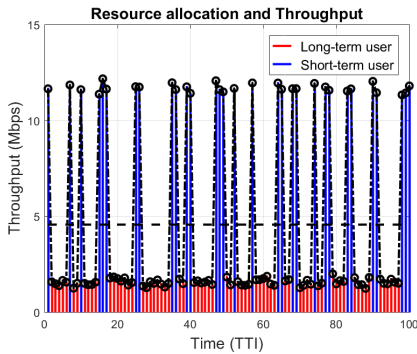 Resource allocation and Throughput
15
Long-term user
Short-term user
10
Throughput (Mbps)
5
0
0 20 40 60 80 100
Time (TTI)